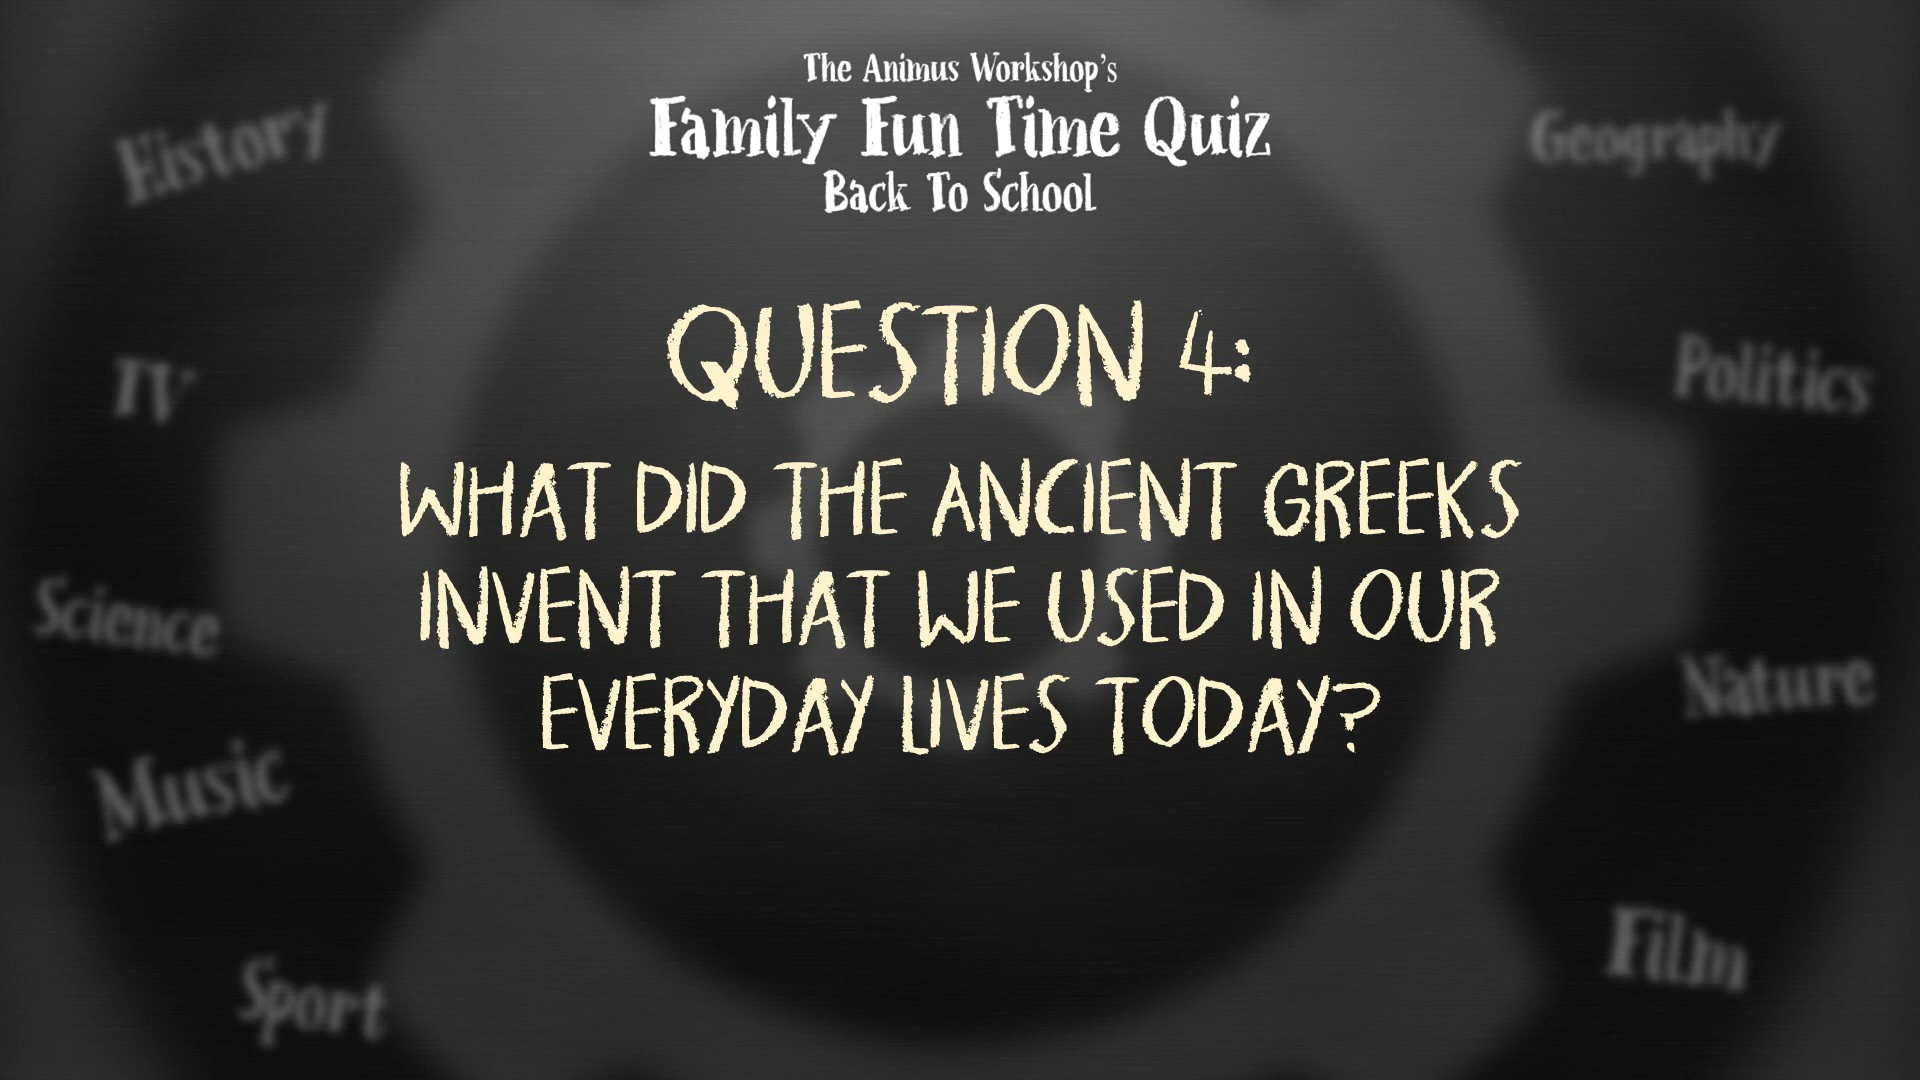 The Animus Workshop's
Family Fun Time Quiz
Back To School
History
Geography
QUESTION 4:
TV
Politics
WHAT DID THE ANCIENT GREEKS
INVENT THAT WE USED IN OUR
EVERYDAY LIVES TODAY?
Science
Nature
Music
Film
Sport